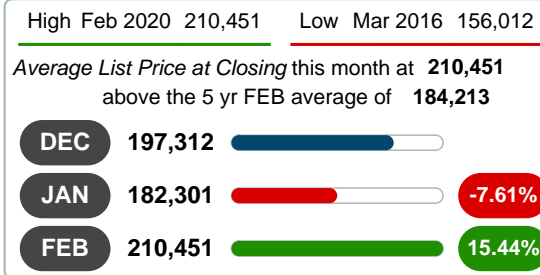 High Feb 2020 210,451 Low Mar 2016 156,012
Average List Price at Closing this month at 210,451
above the 5 yr FEB average of 184,213
DEC 197,312
JAN 182,301 -7.61%
FEB 210,451 15.44%